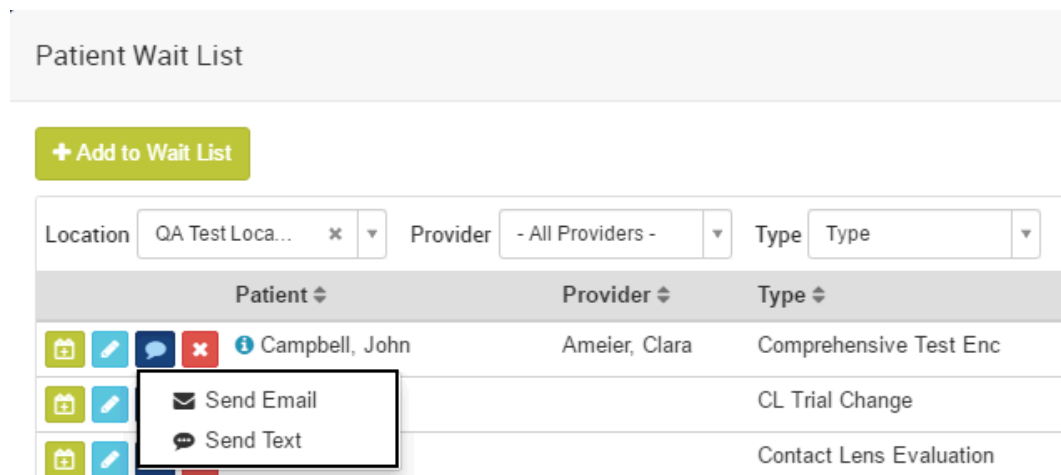 Patient Wait List
+ Add to Wait List
Location QA Test Loca... × Provider - All Providers - Type Type
Patient Provider Type
Campbell, John Ameier, Clara Comprehensive Test Enc
Send Email CL Trial Change
Send Text
Contact Lens Evaluation